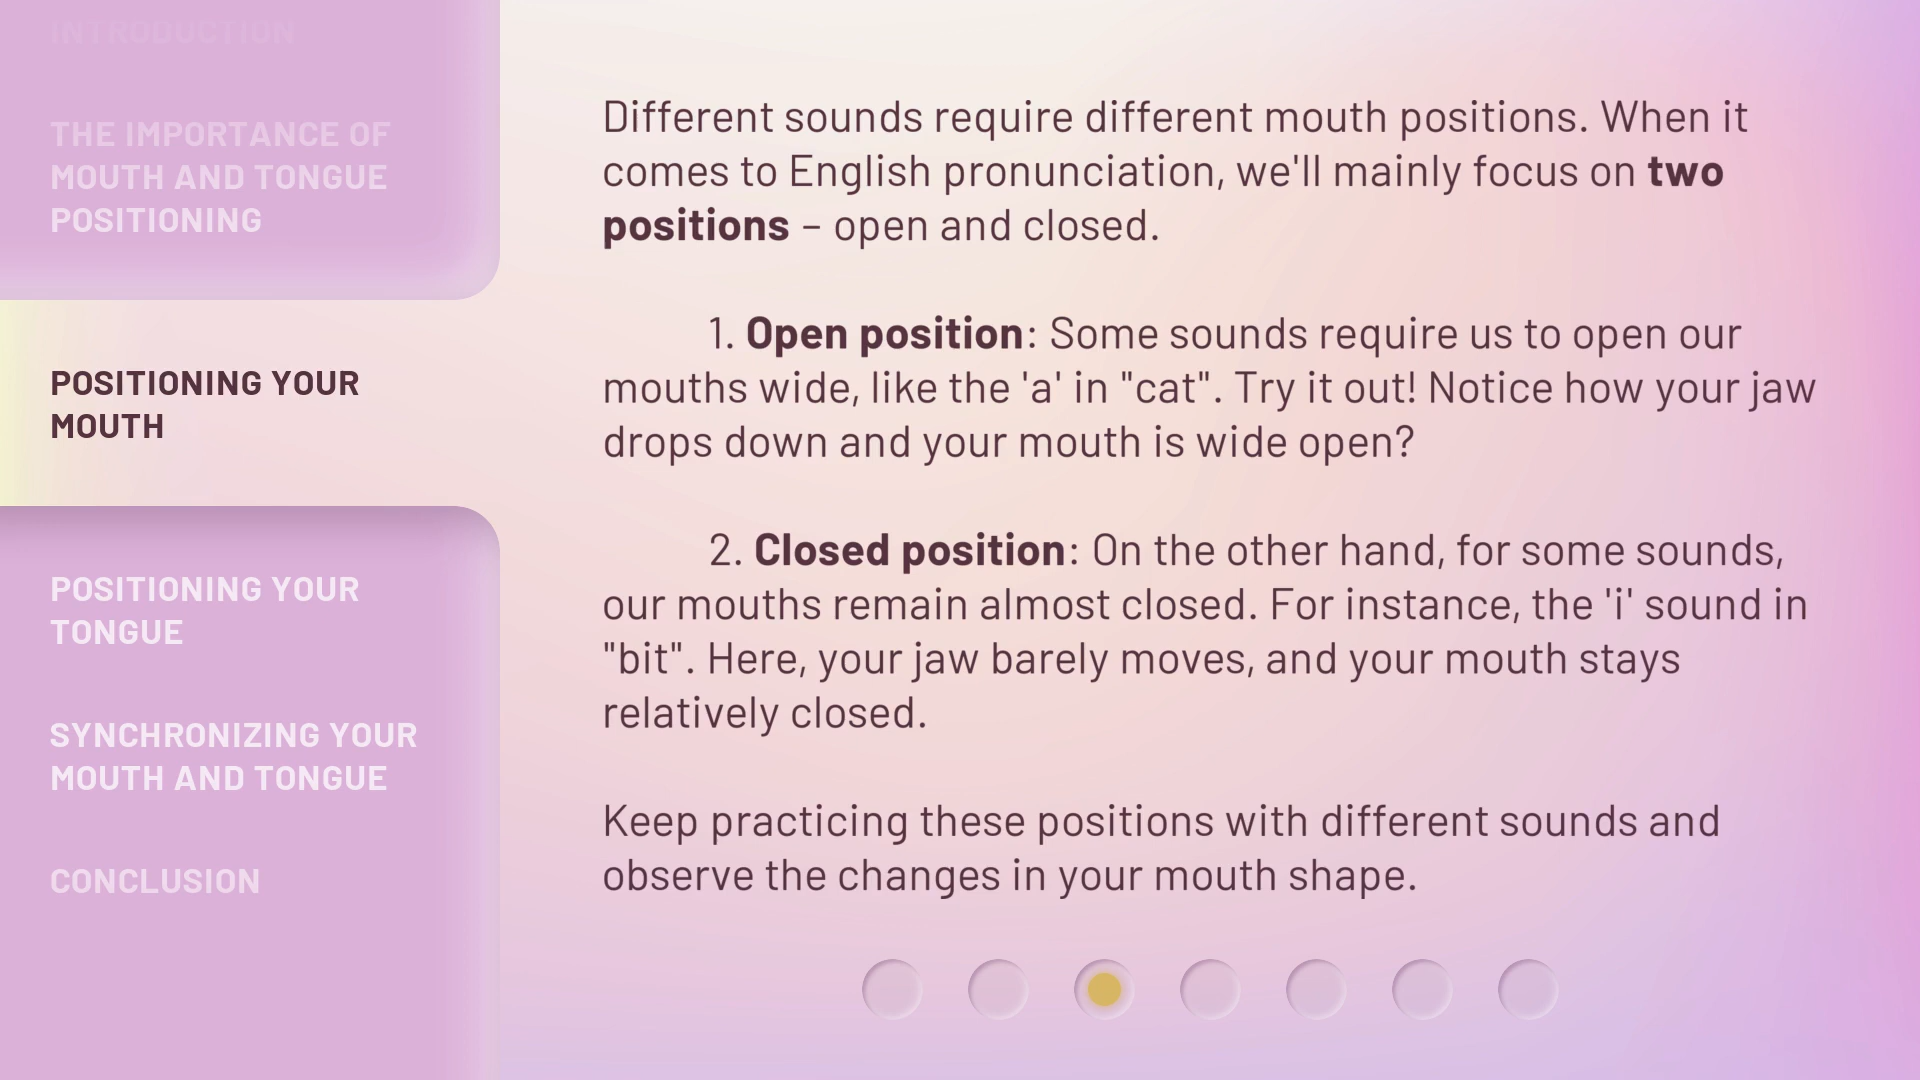 INTRODUCTION
THE IMPORTANCE OF
MOUTH AND TONGUE
POSITIONING
POSITIONING YOUR
MOUTH
POSITIONING YOUR
TONGUE
SYNCHRONIZING YOUR
MOUTH AND TONGUE
CONCLUSION
Different sounds require different mouth positions. When it
comes to English pronunciation, we'll mainly focus on two
positions – open and closed.
1. Open position: Some sounds require us to open our
mouths wide, like the 'a' in "cat". Try it out! Notice how your jaw
drops down and your mouth is wide open?
2. Closed position: On the other hand, for some sounds,
our mouths remain almost closed. For instance, the 'i' sound in
"bit". Here, your jaw barely moves, and your mouth stays
relatively closed.
Keep practicing these positions with different sounds and
observe the changes in your mouth shape.